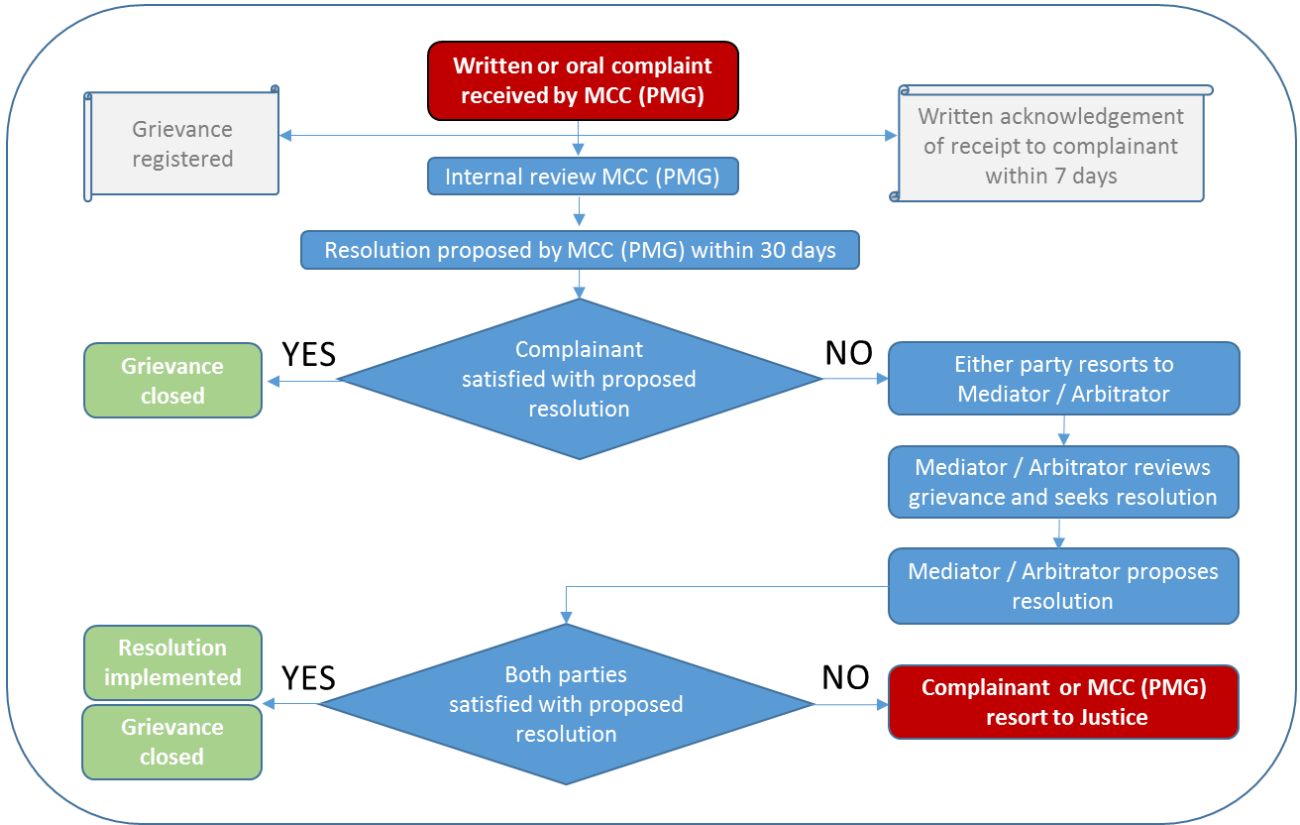 Written or oral complaint
received by MCC (PMG)
Grievance
registered
Written acknowledgement
of receipt to complainant
within 7 days
Internal review MCC (PMG)
Resolution proposed by MCC (PMG) within 30 days
Complainant
satisfied with proposed
resolution
YES
Grievance
closed
NO
Either party resorts to
Mediator / Arbitrator
Mediator / Arbitrator reviews
grievance and seeks resolution
Mediator / Arbitrator proposes
resolution
Both parties
satisfied with proposed
resolution
YES
Resolution
implemented
Grievance
closed
NO
Complainant or MCC (PMG)
resort to Justice